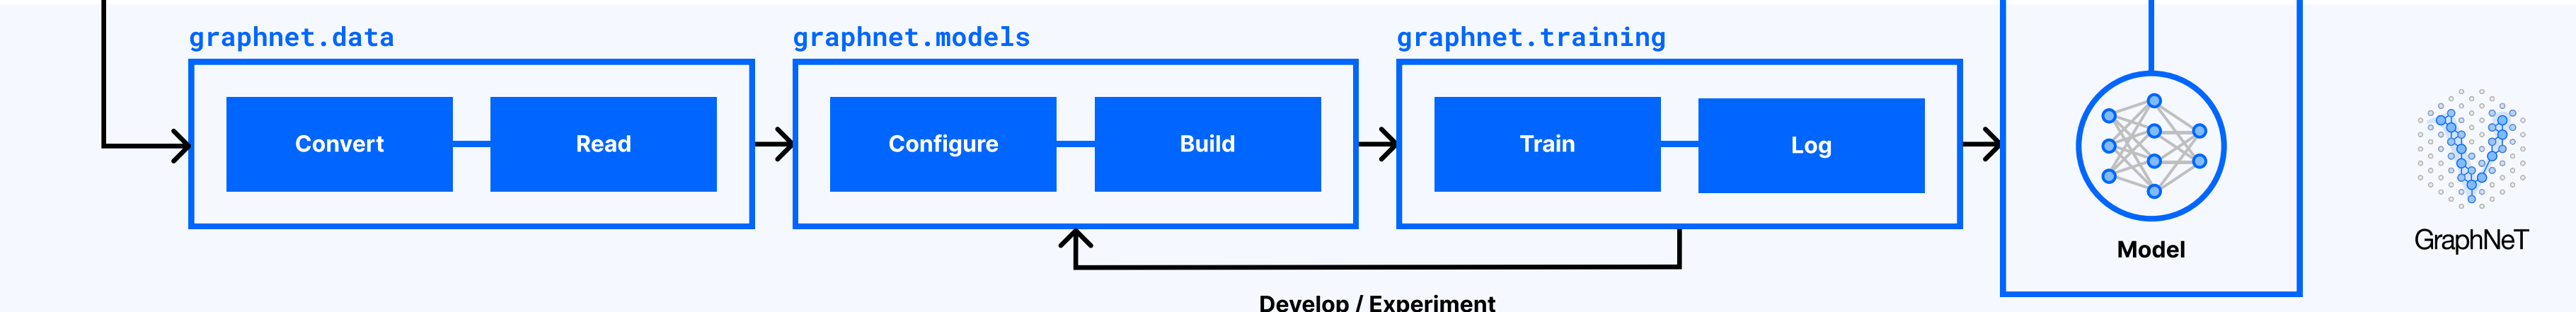 graphnet.data
graphnet.models
graphnet.training
Convert
Read
Configure
Build
Train
Log
Model
GraphNeT
Develop / Experiment